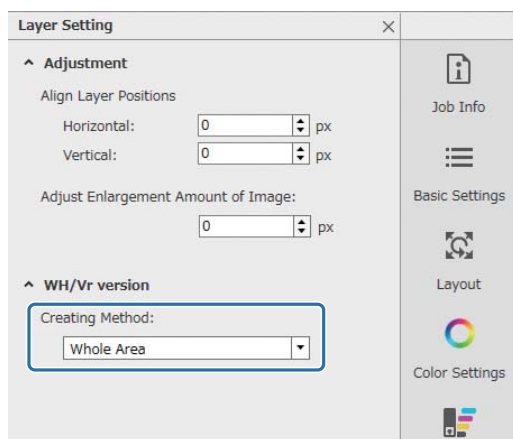 Layer Setting
Adjustment
Align Layer Positions
Horizontal: 0 px
Vertical: 0 px
Adjust Enlargement Amount of Image:
0 px
WH/Vr version
Creating Method:
Whole Area
Job Info
Basic Settings
Layout
Color Settings